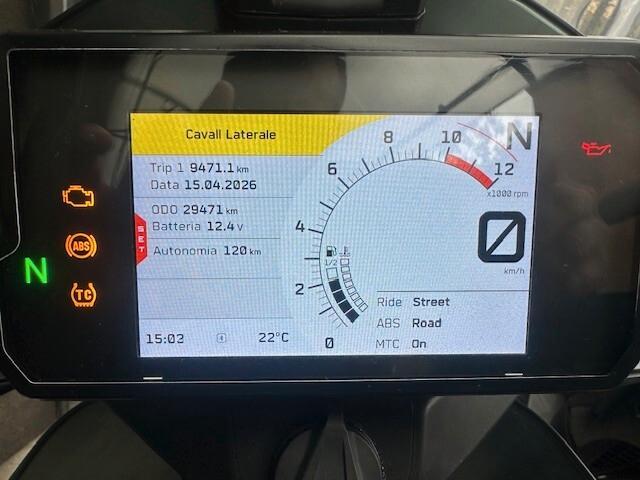 Cavall Laterale
Trip 1 9471.1 km
Data 15.04.2026
ODO 29471 km
Batteria 12.4 V
Autonomia 120 km
SET
15:03
22°C
0
2
4
6
8
10
12
x1000 rpm
N
1/2
0
km/h
Ride Street
ABS Road
MTC On
ABS
N
TC